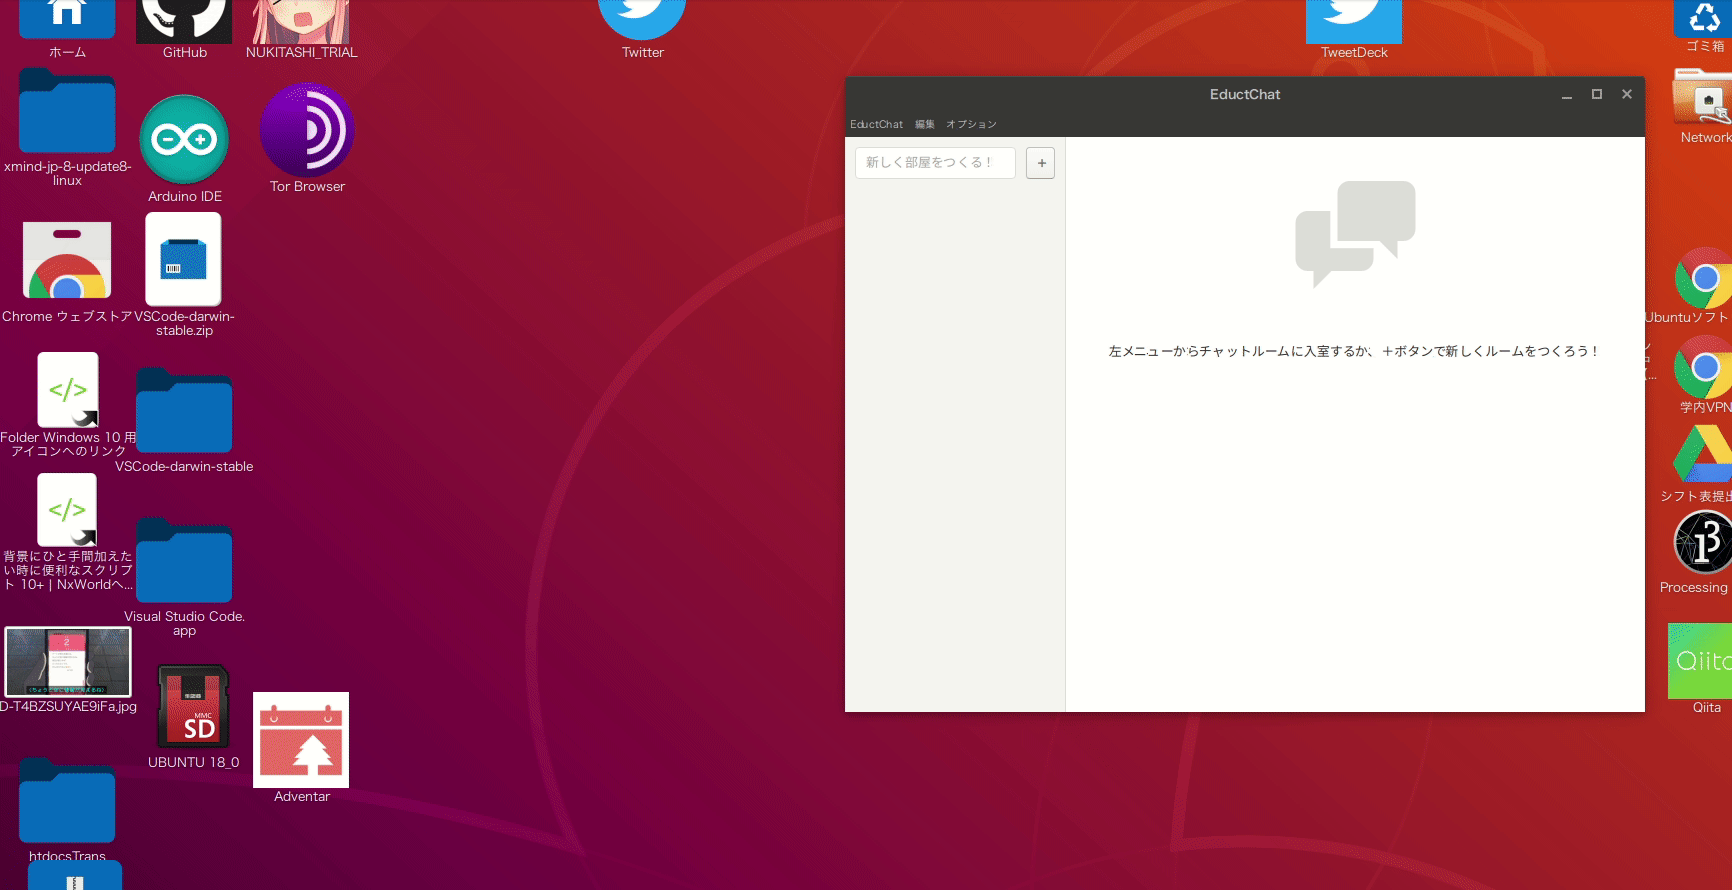 ホーム
GitHub
NUKITASHI_TRIAL
Twitter
TweetDeck
ゴミ箱
EductChat
EductChat 編集 オプション
新しく部屋をつくる！
+
左メニューからチャットルームに入室するか、＋ボタンで新しくルームをつくろう！
xmind-jp-8-update8-
linux
Arduino IDE
Tor Browser
Network
Chrome ウェブストア
VSCode-darwin-
stable.zip
Ubuntuソフト
Folder Windows 10 用
アイコンへのリンク
VSCode-darwin-stable
学内VPN
背景にひと手間加えた
い時に便利なスクリプ
ト 10+ | NxWorldへ...
シフト表提出
Visual Studio Code.
app
Processing
D-T4BZSUYAE9iFa.jpg
MMC
SD
UBUNTU 18_0
Qiita
Qiita
Adventar
htdocsTrans